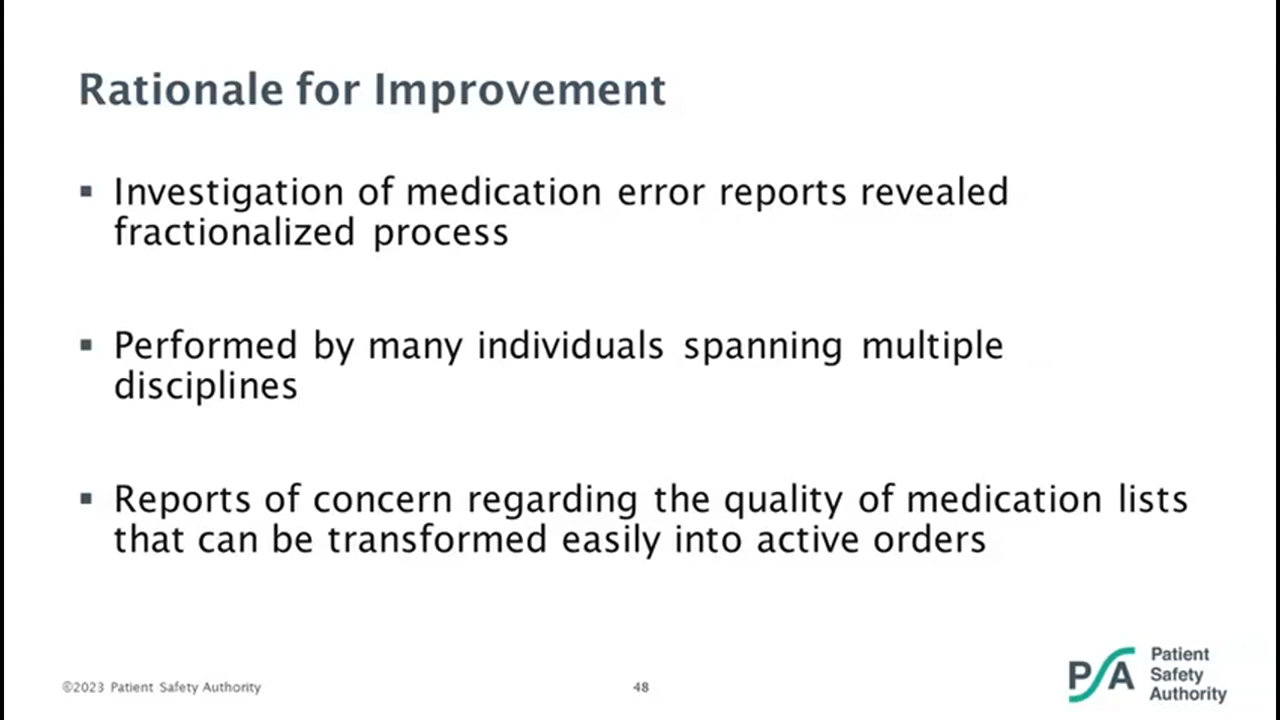 Rationale for Improvement
▪ Investigation of medication error reports revealed
fractionalized process
▪ Performed by many individuals spanning multiple
disciplines
▪ Reports of concern regarding the quality of medication lists
that can be transformed easily into active orders
©2023 Patient Safety Authority
48
PSA
Patient
Safety
Authority